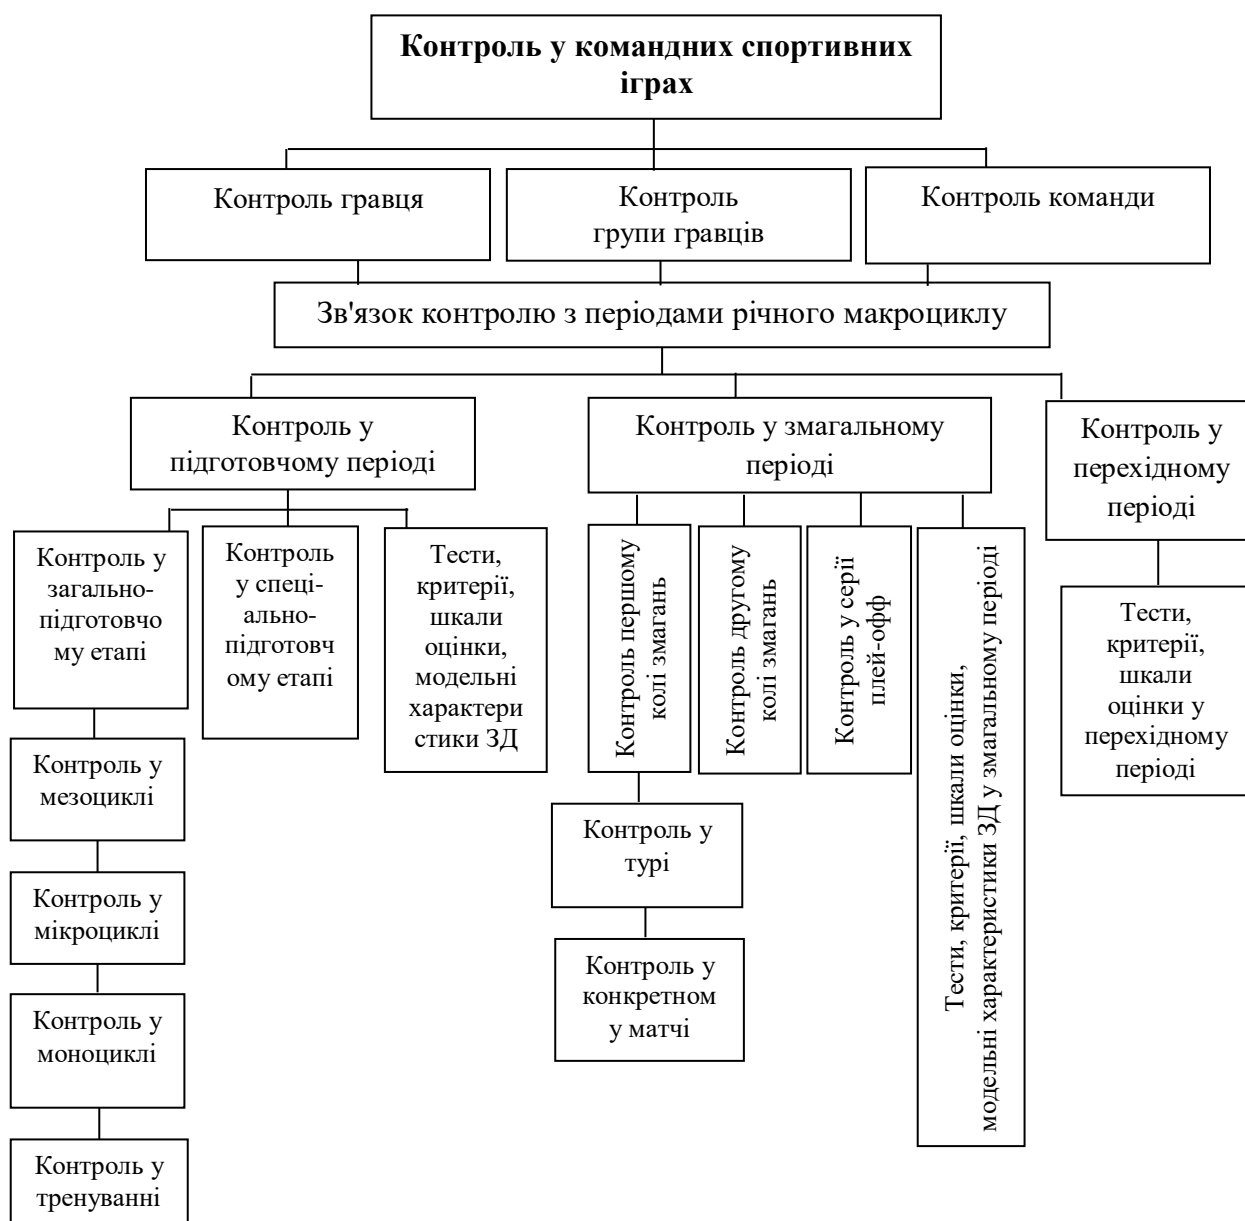 Контроль у командних спортивних
іграх
Контроль гравця
Контроль
групи гравців
Контроль команди
Зв'язок контролю з періодами річного макроциклу
Контроль у
підготовчому періоді
Контроль у змагальному
періоді
Контроль у
перехідному
періоді
Контроль у
загально-
підготовчо
му етапі
Контроль
у спеці-
ально-
підготовч
ому етапі
Тести,
критерії,
шкали
оцінки,
модельні
характери
стики ЗД
Контроль першому
колі змагань
Контроль другому
колі змагань
Контроль у серії
плей-офф
Тести, критерії, шкали оцінки,
модельні характеристики ЗД у змагальному періоді
Тести,
критерії,
шкали
оцінки у
перехідному
періоді
Контроль у
мезоциклі
Контроль у
мікроциклі
Контроль у
моноциклі
Контроль у
тренуванні
Контроль у
турі
Контроль у
конкретном
у матчі